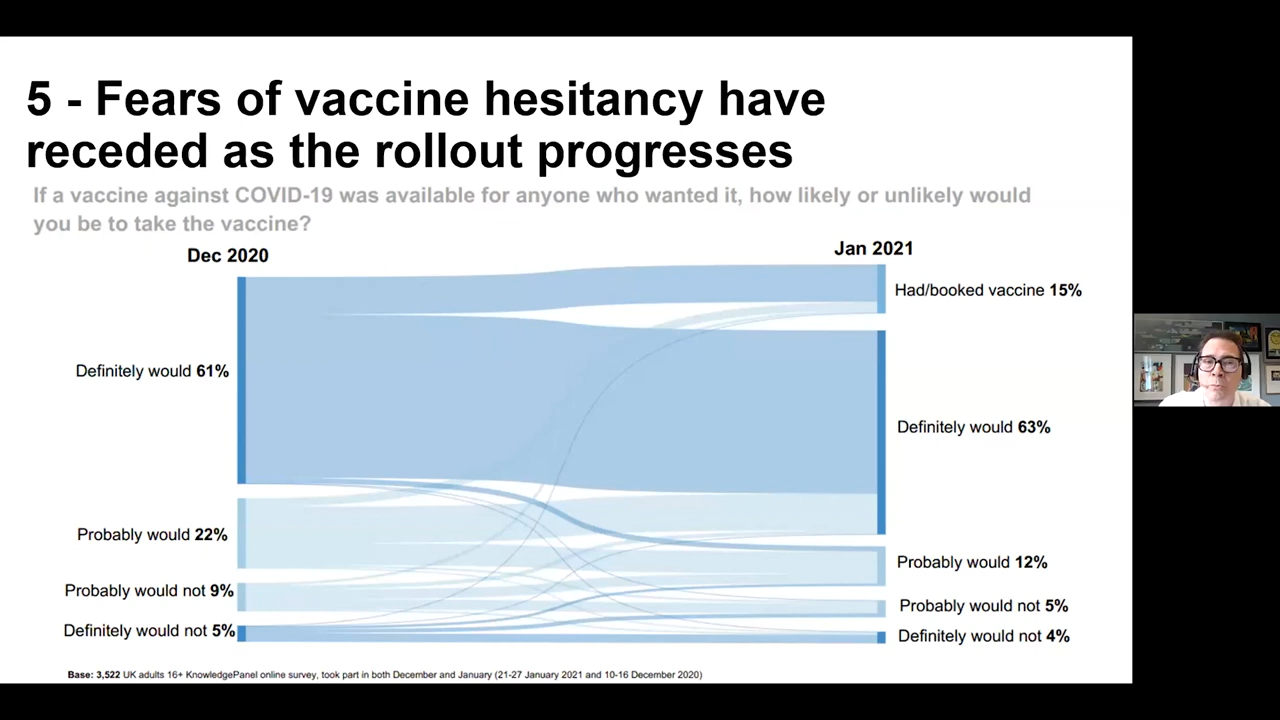 5 - Fears of vaccine hesitancy have
receded as the rollout progresses
If a vaccine against COVID-19 was available for anyone who wanted it, how likely or unlikely would
you be to take the vaccine?
Dec 2020
Jan 2021
Definitely would 61%
Probably would 22%
Probably would not 9%
Definitely would not 5%
Had/booked vaccine 15%
Definitely would 63%
Probably would 12%
Probably would not 5%
Definitely would not 4%
Base: 3,522 UK adults 16+ KnowledgePanel online survey, took part in both December and January (21-27 January 2021 and 10-16 December 2020)